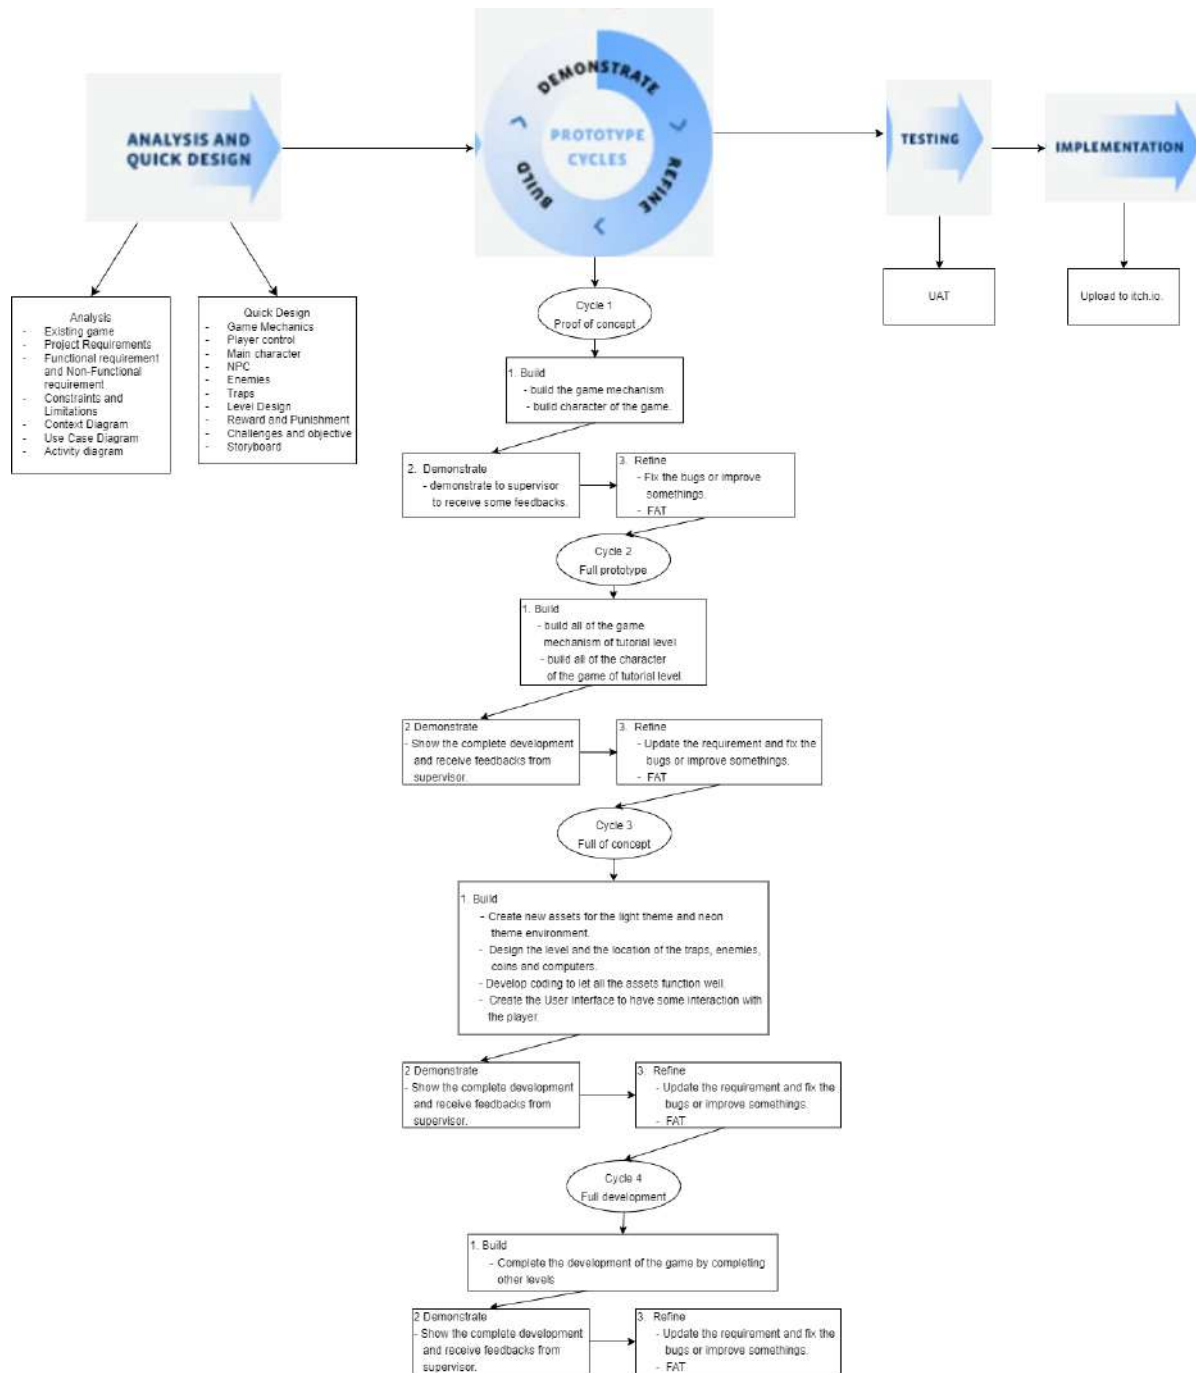 ANALYSIS AND
QUICK DESIGN
DEMONSTRATE
REFINE
BUILD
PROTOTYPE
CYCLES
TESTING
IMPLEMENTATION
Analysis
- Existing game
- Project Requirements
- Functional requirement
and Non-Functional
requirement
- Constraints and
Limitations
- Context Diagram
- Use Case Diagram
- Activity diagram
Quick Design
- Game Mechanics
- Player control
- Main character
- NPC
- Enemies
- Traps
- Level Design
- Reward and Punishment
- Challenges and objective
- Storyboard
UAT
Upload to itch.io.
Cycle 1
Proof of concept
1. Build
- build the game mechanism
- build character of the game.
2. Demonstrate
- demonstrate to supervisor
to receive some feedbacks.
3. Refine
- Fix the bugs or improve
somethings.
- FAT
Cycle 2
Full prototype
1. Build
- build all of the game
mechanism of tutorial level
- build all of the character
of the game of tutorial level
2 Demonstrate
- Show the complete development
and receive feedbacks from
supervisor.
3. Refine
- Update the requirement and fix the
bugs or improve somethings.
- FAT
Cycle 3
Full of concept
1. Build
- Create new assets for the light theme and neon
theme environment.
- Design the level and the location of the traps, enemies,
coins and computers.
- Develop coding to let all the assets function well.
- Create the User Interface to have some interaction with
the player.
2 Demonstrate
- Show the complete development
and receive feedbacks from
supervisor.
3. Refine
- Update the requirement and fix the
bugs or improve somethings.
- FAT
Cycle 4
Full development
1. Build
- Complete the development of the game by completing
other levels
2 Demonstrate
- Show the complete development
and receive feedbacks from
supervisor.
3. Refine
- Update the requirement and fix the
bugs or improve somethings.
- FAT